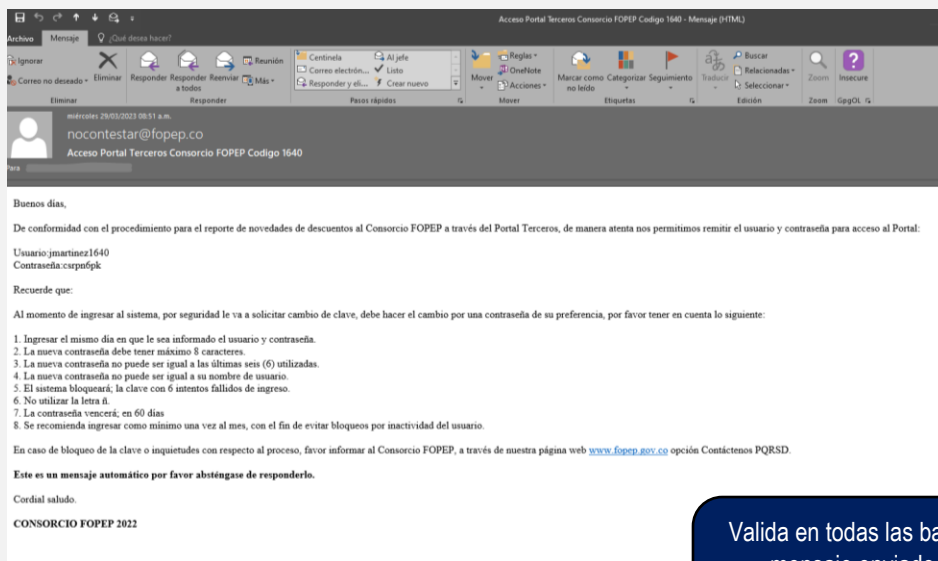 Acceso Portal Terceros Consorcio FOPEP Codigo 1640 - Mensaje (HTML)
Archivo Mensaje ¿Qué desea hacer?
Ignorar
Correo no deseado
Eliminar
Responder
Responder a todos
Reenviar
Reunión
Más
Centinela
Correo electrón...
Responder y eli...
Al jefe
Listo
Crear nuevo
Mover
Reglas
OneNote
Acciones
Marcar como no leído
Categorizar
Seguimiento
Traducir
Buscar
Relacionadas
Seleccionar
Zoom
Insecure
Eliminar Responder Pasos rápidos Mover Etiquetas Edición Zoom GpgOL
miércoles 29/03/2023 08:51 a.m.
nocontestar@fopep.co
Acceso Portal Terceros Consorcio FOPEP Codigo 1640
Para
Buenos días,
De conformidad con el procedimiento para el reporte de novedades de descuentos al Consorcio FOPEP a través del Portal Terceros, de manera atenta nos permitimos remitir el usuario y contraseña para acceso al Portal:
Usuario:jmartinez1640
Contraseña:csrpn6pk
Recuerde que:
Al momento de ingresar al sistema, por seguridad le va a solicitar cambio de clave, debe hacer el cambio por una contraseña de su preferencia, por favor tener en cuenta lo siguiente:
1. Ingresar el mismo día en que le sea informado el usuario y contraseña.
2. La nueva contraseña debe tener máximo 8 caracteres.
3. La nueva contraseña no puede ser igual a las últimas seis (6) utilizadas.
4. La nueva contraseña no puede ser igual a su nombre de usuario.
5. El sistema bloqueará; la clave con 6 intentos fallidos de ingreso.
6. No utilizar la letra ñ.
7. La contraseña vencerá; en 60 días
8. Se recomienda ingresar como mínimo una vez al mes, con el fin de evitar bloqueos por inactividad del usuario.
En caso de bloqueo de la clave o inquietudes con respecto al proceso, favor informar al Consorcio FOPEP, a través de nuestra página web www.fopep.gov.co opción Contáctenos PQRSD.
Este es un mensaje automático por favor absténgase de responderlo.
Cordial saludo.
CONSORCIO FOPEP 2022
Valida en todas las ba